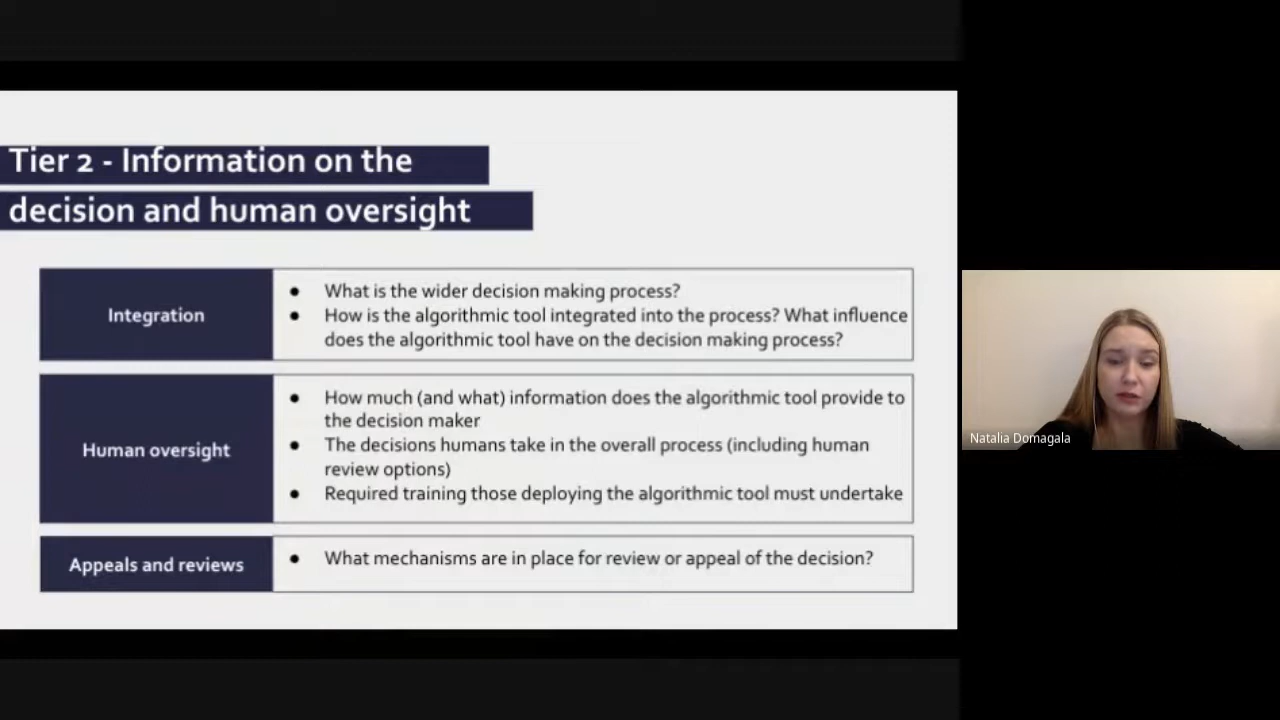 Tier 2 - Information on the
decision and human oversight
Integration
● What is the wider decision making process?
● How is the algorithmic tool integrated into the process? What influence
does the algorithmic tool have on the decision making process?
Human oversight
● How much (and what) information does the algorithmic tool provide to
the decision maker
● The decisions humans take in the overall process (including human
review options)
● Required training those deploying the algorithmic tool must undertake
Appeals and reviews
● What mechanisms are in place for review or appeal of the decision?
Natalia Domagala